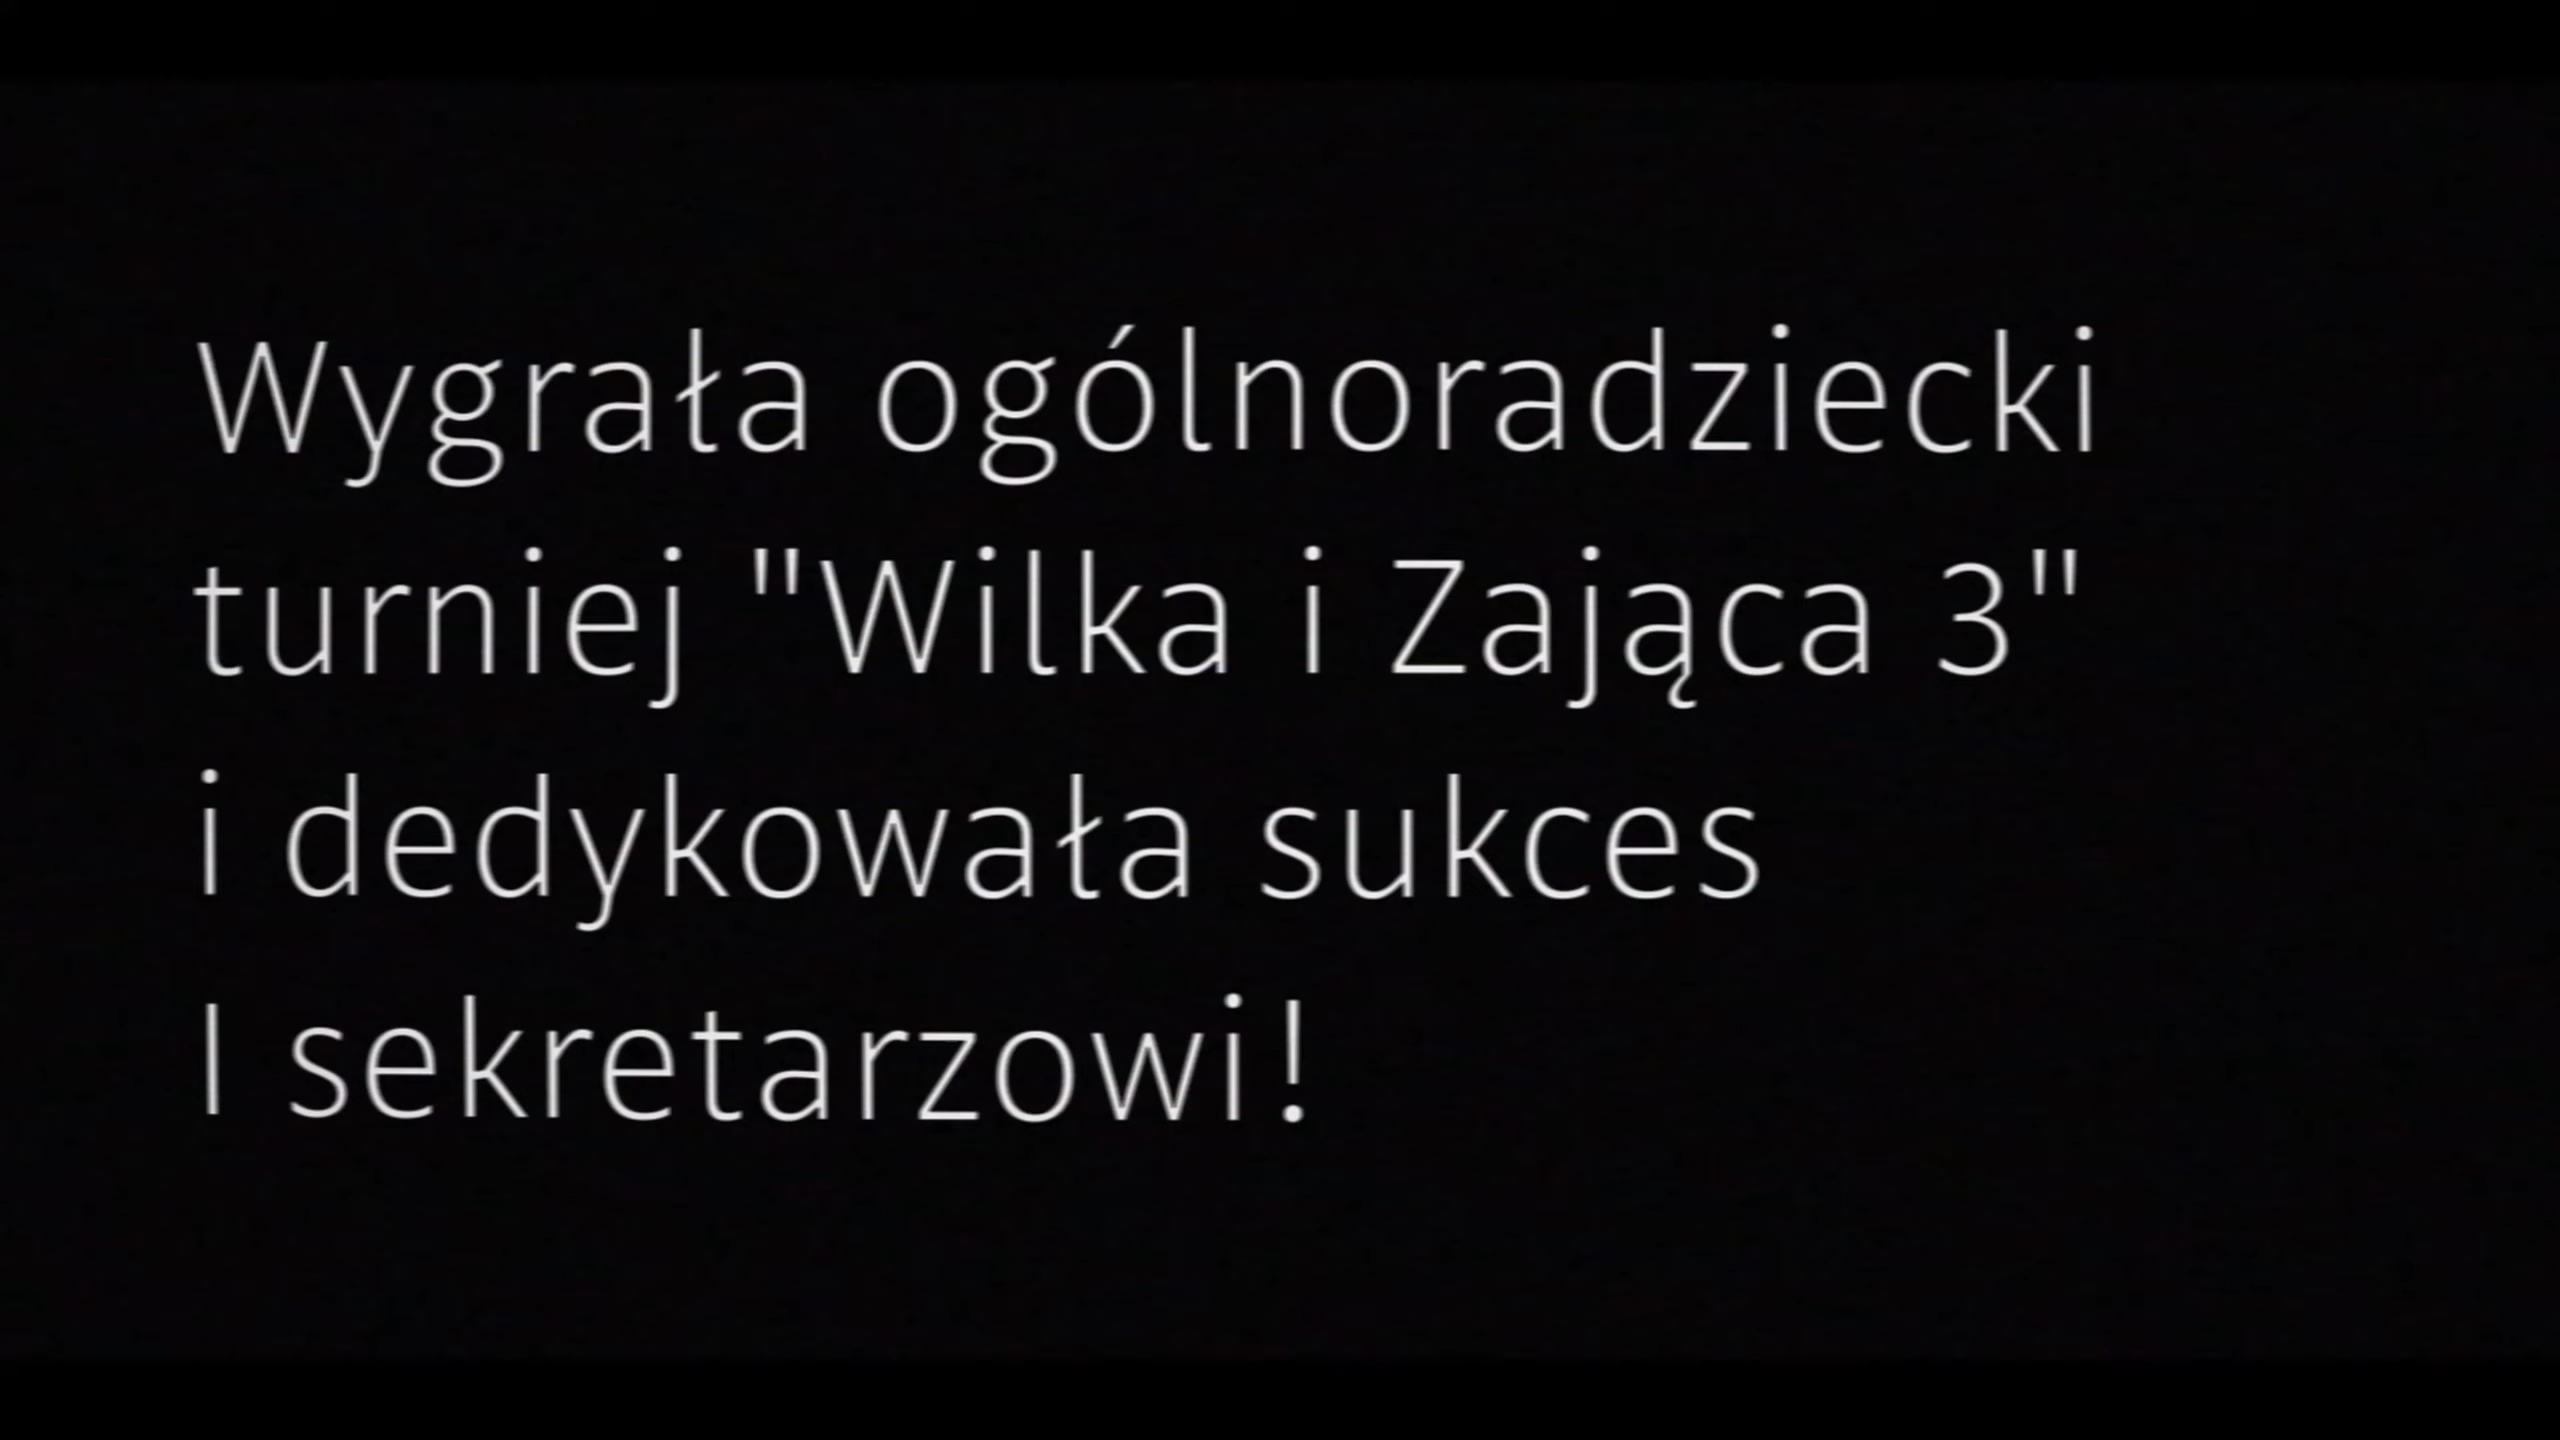 Wygrała ogólnoradziecki
turniej "Wilka i Zająca 3"
i dedykowała sukces
I sekretarzowi!